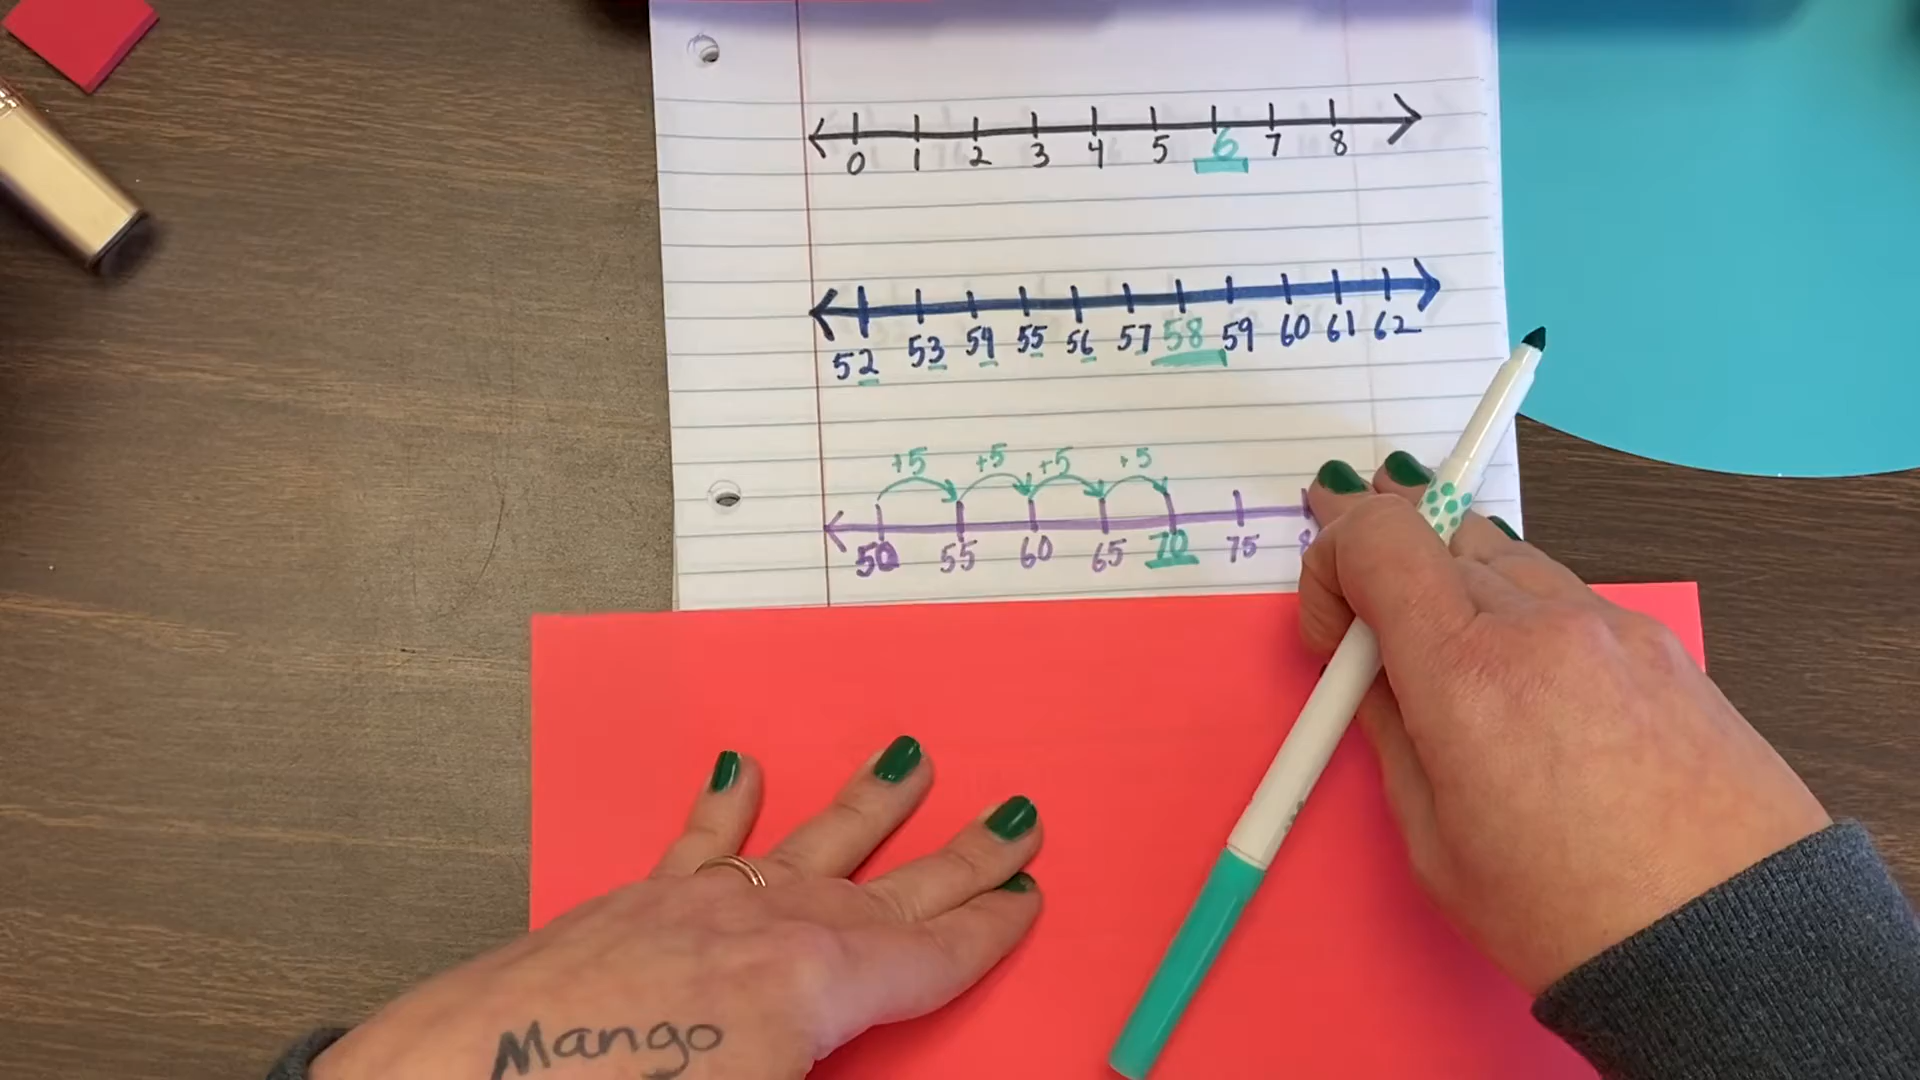 0 1 2 3 4 5 6 7 8
52 53 54 55 56 57 58 59 60 61 62
+5 +5 +5 +5
50 55 60 65 70 75 8
Mango